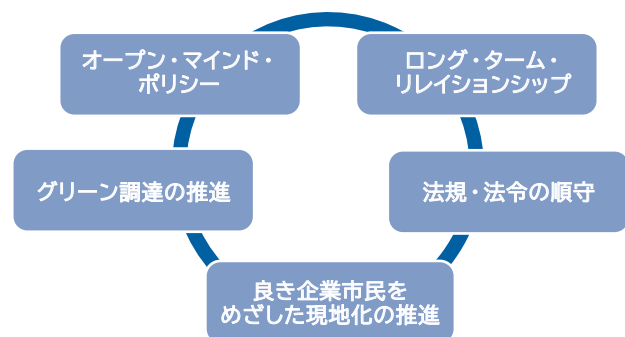 オープン・マインド・
ポリシー
ロング・ターム・
リレイションシップ
グリーン調達の推進
法規・法令の順守
良き企業市民を
めざした現地化の推進